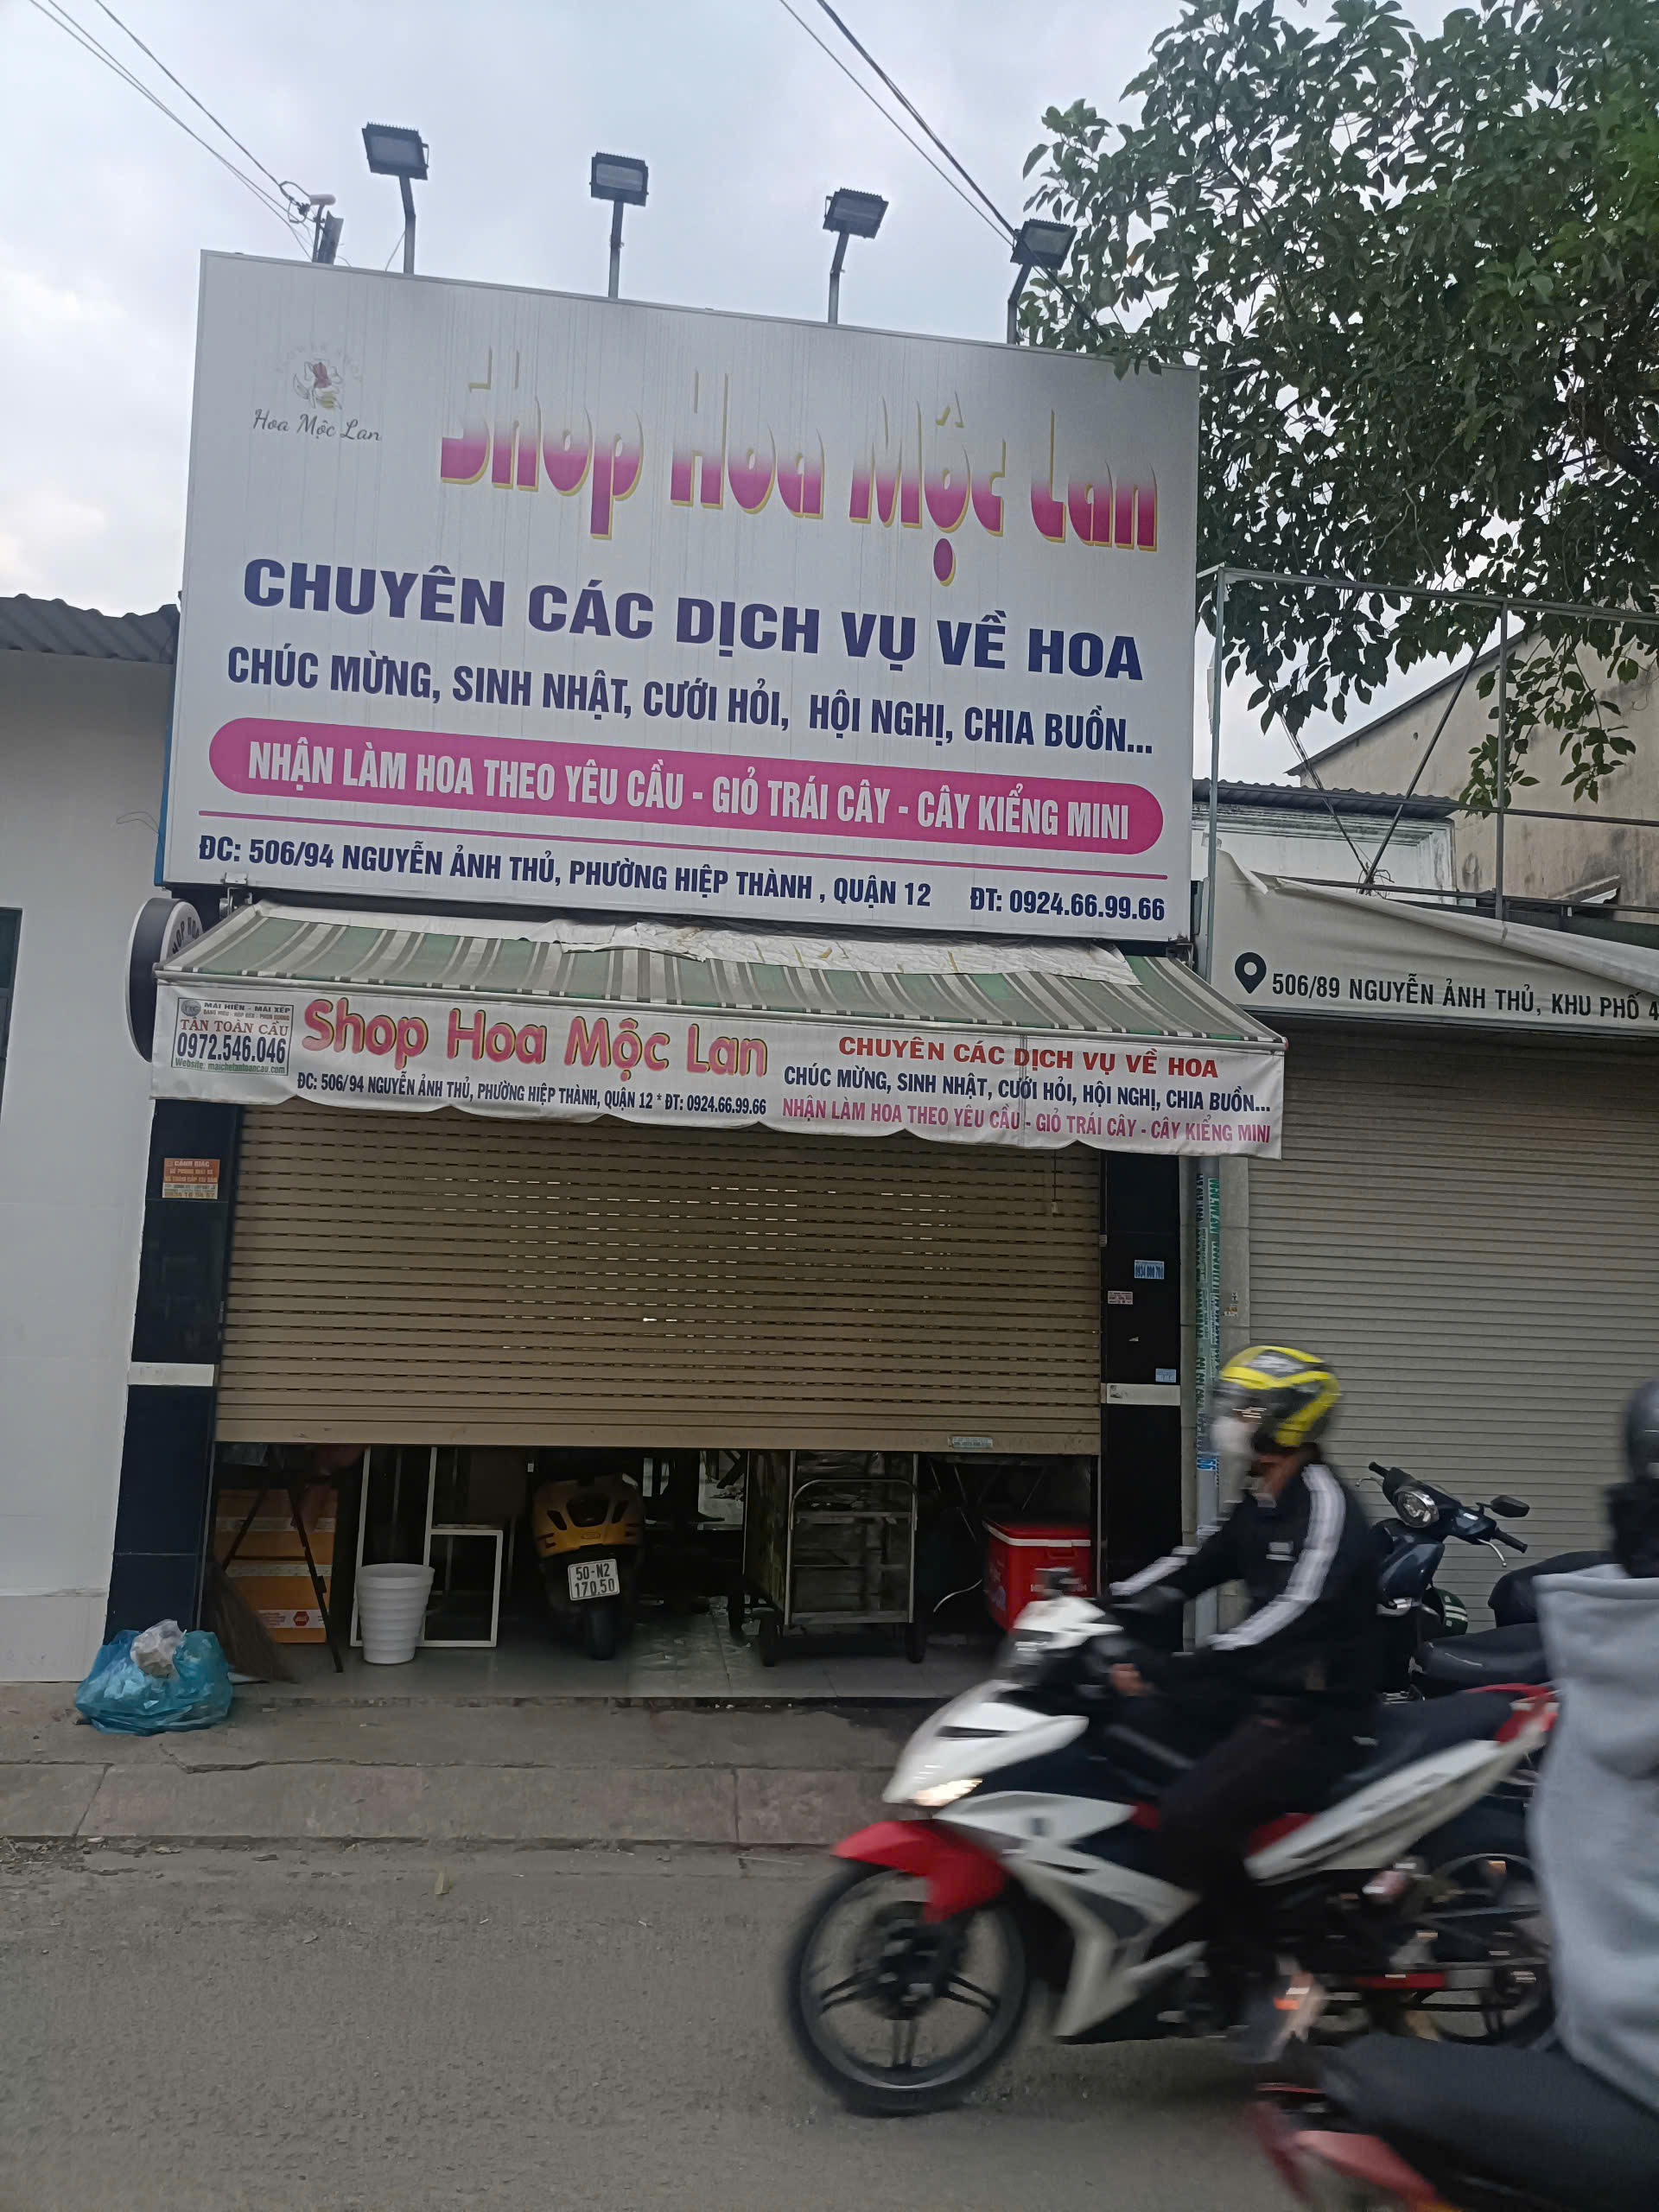 Hoa Mộc Lan
Shop Hoa Mộc Lan
CHUYÊN CÁC DỊCH VỤ VỀ HOA
CHÚC MỪNG, SINH NHẬT, CƯỚI HỎI, HỘI NGHỊ, CHIA BUỒN...
NHẬN LÀM HOA THEO YÊU CẦU - GIỎ TRÁI CÂY - CÂY KIỂNG MINI
ĐC: 506/94 NGUYỄN ẢNH THỦ, PHƯỜNG HIỆP THÀNH , QUẬN 12 ĐT: 0924.66.99.66
506/89 NGUYỄN ẢNH THỦ, KHU PHỐ 4
MÁI HIÊN - MÁI XẾP
TÂN TOÀN CẦU
0972.546.046
Website: maichetantoancau.com
Shop Hoa Mộc Lan
ĐC: 506/94 NGUYỄN ẢNH THỦ, PHƯỜNG HIỆP THÀNH, QUẬN 12 * ĐT: 0924.66.99.66
CHUYÊN CÁC DỊCH VỤ VỀ HOA
CHÚC MỪNG, SINH NHẬT, CƯỚI HỎI, HỘI NGHỊ, CHIA BUỒN...
NHẬN LÀM HOA THEO YÊU CẦU - GIỎ TRÁI CÂY - CÂY KIỂNG MINI
50-N2
170.50